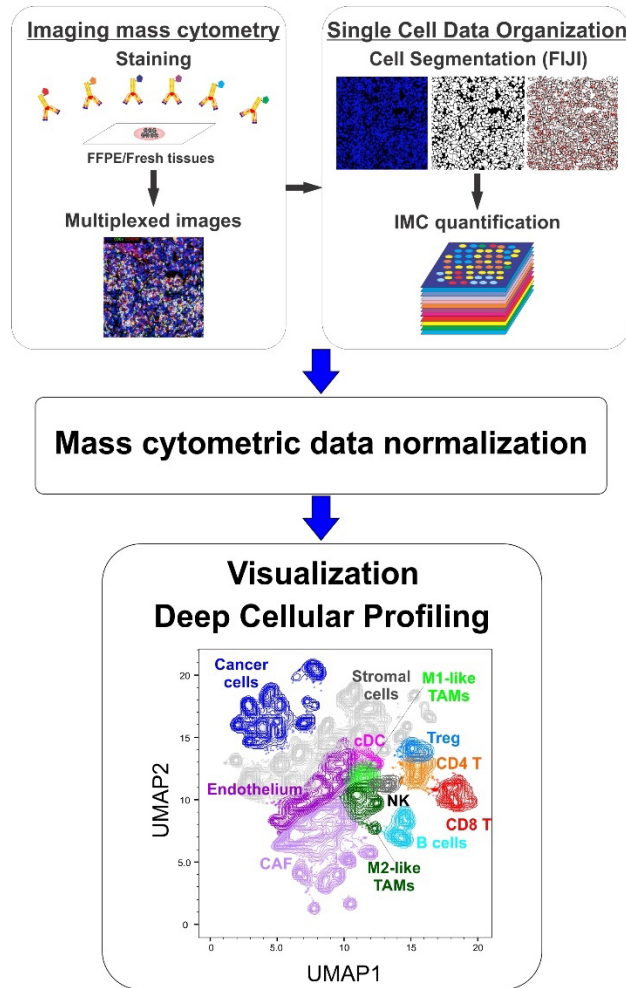 Imaging mass cytometry
Staining
FFPE/Fresh tissues
Multiplexed images
Single Cell Data Organization
Cell Segmentation (FIJI)
IMC quantification
Mass cytometric data normalization
Visualization
Deep Cellular Profiling
Cancer
cells
Stromal
cells
M1-like
TAMs
cDC
Treg
CD4 T
Endothelium
NK
CD8 T
B cells
CAF
M2-like
TAMs
UMAP2
20
15
10
5.0
0
0
5.0
10
15
20
UMAP1